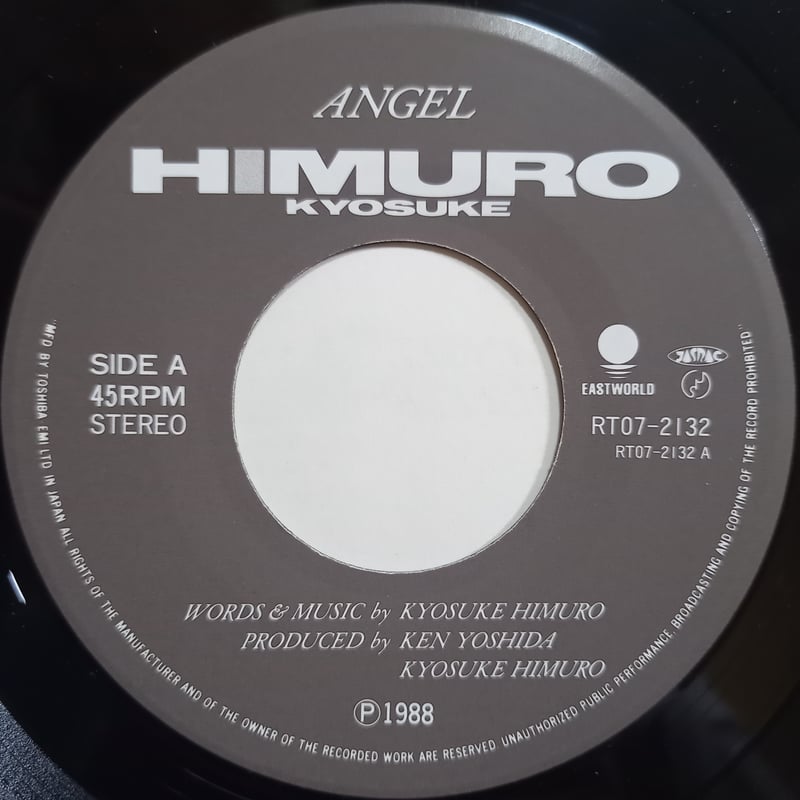 ANGEL
HIMURO
KYOSUKE
SIDE A
45RPM
STEREO
EASTWORLD
JASRAC
RT07-2132
RT07-2132 A
WORDS & MUSIC by KYOSUKE HIMURO
PRODUCED by KEN YOSHIDA
KYOSUKE HIMURO
Ⓟ1988
"MFD BY TOSHIBA EMI LTD IN JAPAN ALL RIGHTS OF THE MANUFACTURER AND OF THE OWNER OF THE RECORDED WORK ARE RESERVED. UNAUTHORIZED PUBLIC PERFORMANCE, BROADCASTING AND COPYING OF THE RECORD PROHIBITED"